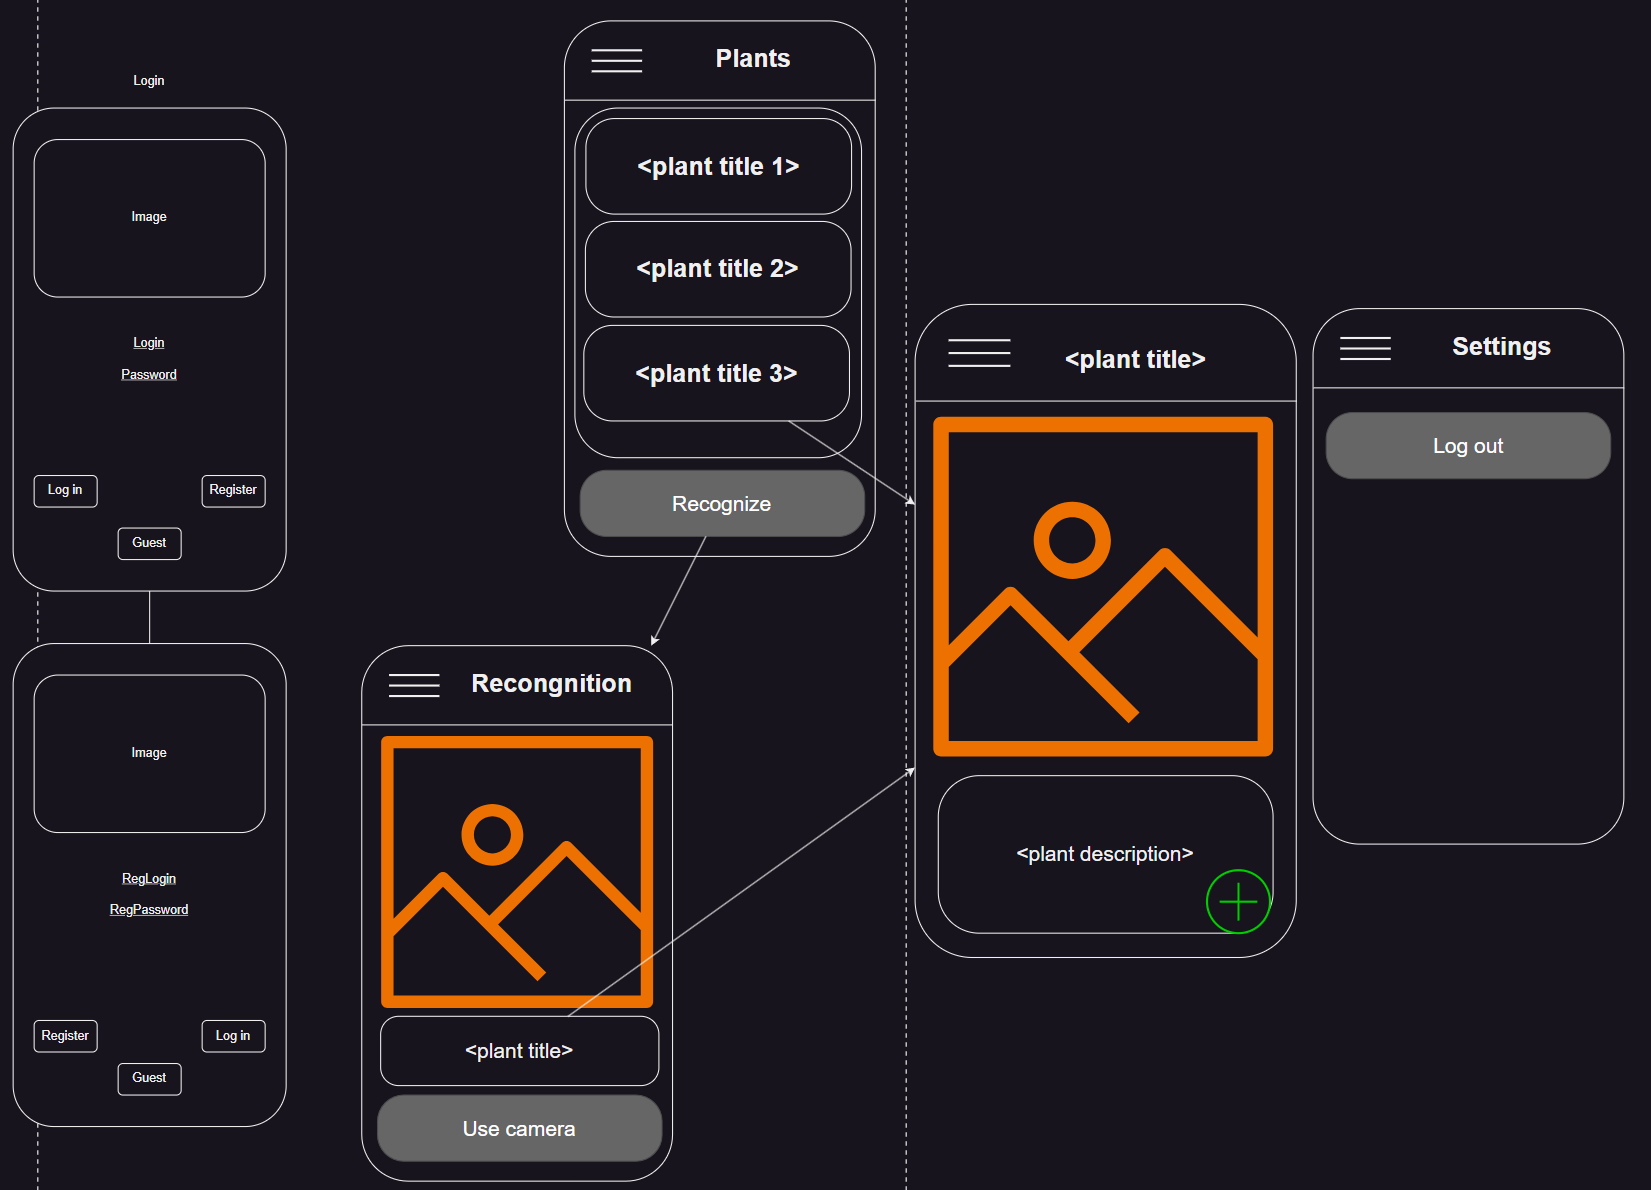 Login
Image
Login
Password
Log in
Register
Guest
Image
RegLogin
RegPassword
Register
Log in
Guest
Plants
<plant title 1>
<plant title 2>
<plant title 3>
Recognize
Recongnition
<plant title>
Use camera
<plant title>
<plant description>
Settings
Log out